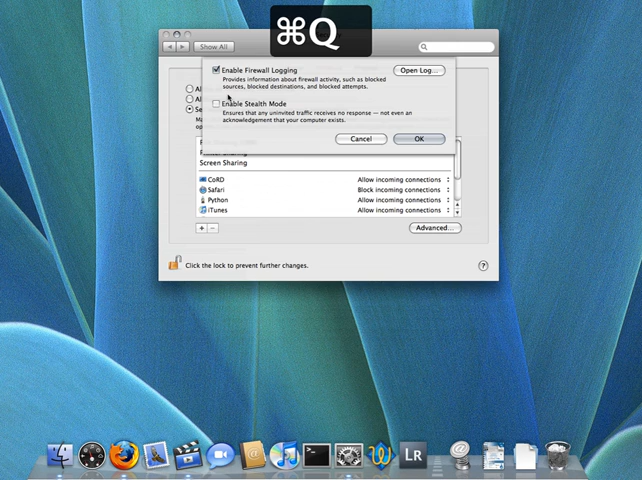 ⌘Q
Show All
Enable Firewall Logging
Open Log...
Provides information about firewall activity, such as blocked
sources, blocked destinations, and blocked attempts.
Al
Al
Se
Enable Stealth Mode
Ensures that any uninvited traffic receives no response — not even an
acknowledgement that your computer exists.
Cancel
OK
Screen Sharing
CoRD
Allow incoming connections
Safari
Block incoming connections
Python
Allow incoming connections
iTunes
Allow incoming connections
+
−
Advanced...
Click the lock to prevent further changes.
?
LR